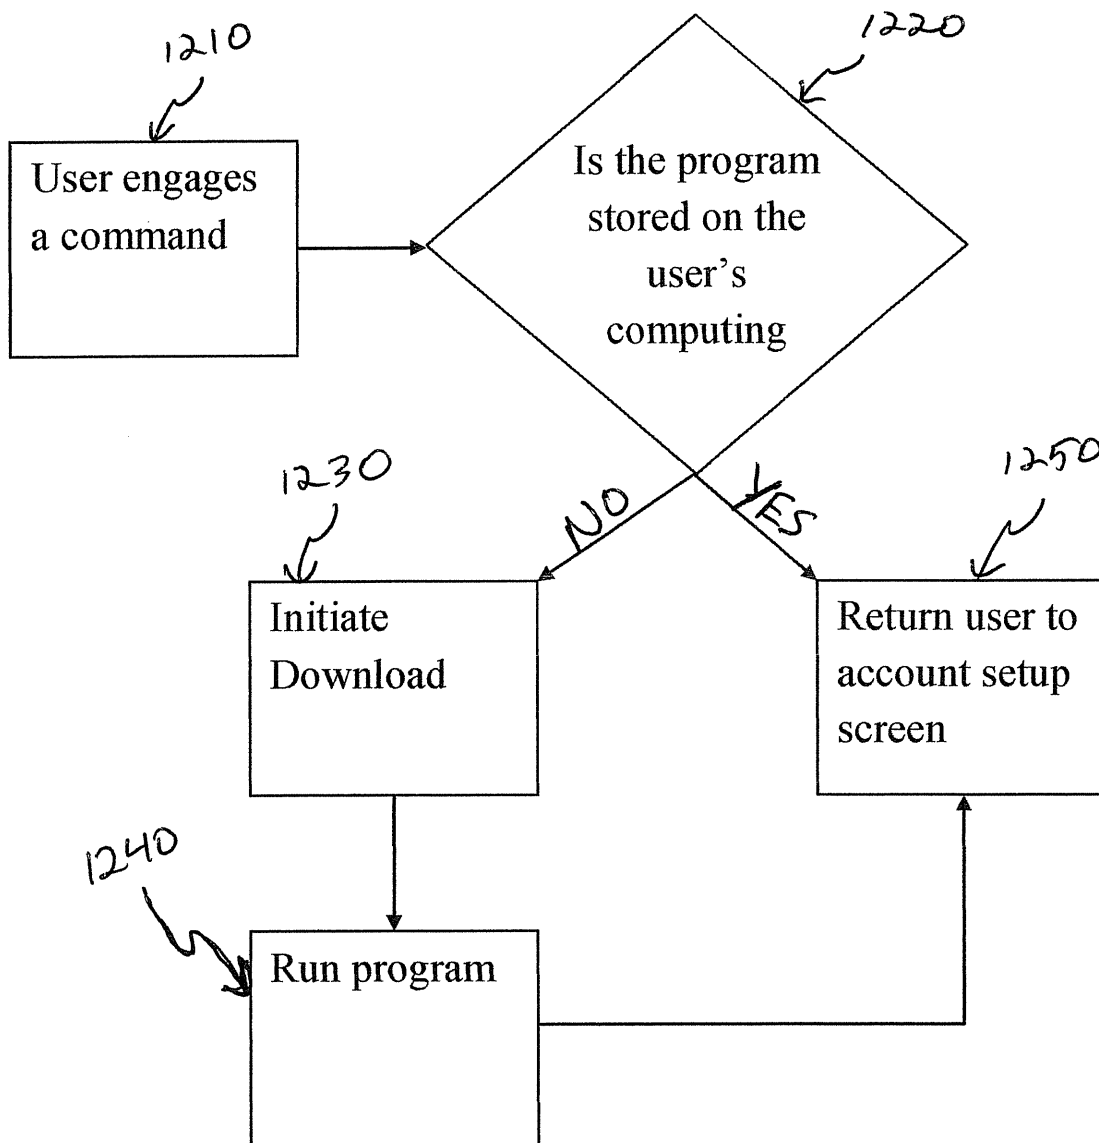 1210
1220
User engages
a command
Is the program
stored on the
user’s
computing
NO
YES
1230
1250
Initiate
Download
Return user to
account setup
screen
1240
Run program